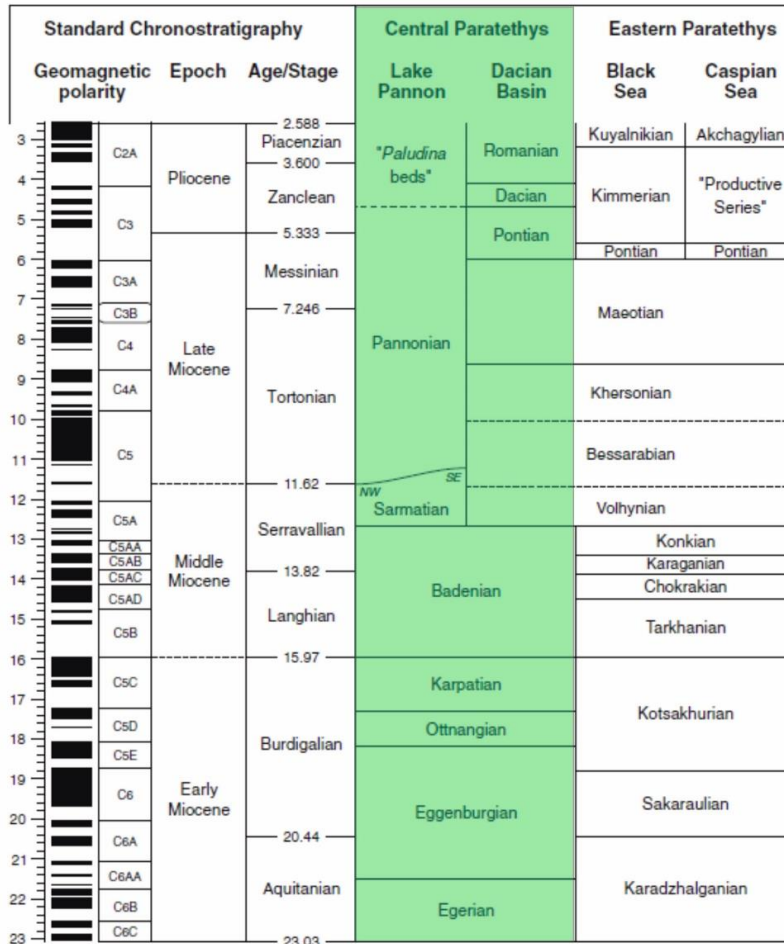 Standard Chronostratigraphy
Central Paratethys
Eastern Paratethys
Geomagnetic polarity
Epoch
Age/Stage
Lake Pannon
Dacian Basin
Black Sea
Caspian Sea
3
4
5
6
7
8
9
10
11
12
13
14
15
16
17
18
19
20
21
22
23
C2A
C3
C3A
C3B
C4
C4A
C5
C5A
C5AA
C5AB
C5AC
C5AD
C5B
C5C
C5D
C5E
C6
C6A
C6AA
C6B
C6C
Pliocene
Late
Miocene
Middle
Miocene
Early
Miocene
2.588
Piacenzian
3.600
Zanclean
5.333
Messinian
7.246
Tortonian
11.62
Serravallian
13.82
Langhian
15.97
Burdigalian
20.44
Aquitanian
23.03
"Paludina
beds"
Pannonian
NW
SE
Sarmatian
Romanian
Dacian
Pontian
Badenian
Karpatian
Ottnangian
Eggenburgian
Egerian
Kuyalnikian
Akchagylian
Kimmerian
"Productive
Series"
Pontian
Pontian
Maeotian
Khersonian
Bessarabian
Volhynian
Konkian
Karaganian
Chokrakian
Tarkhanian
Kotsakhurian
Sakaraulian
Karadzhalganian